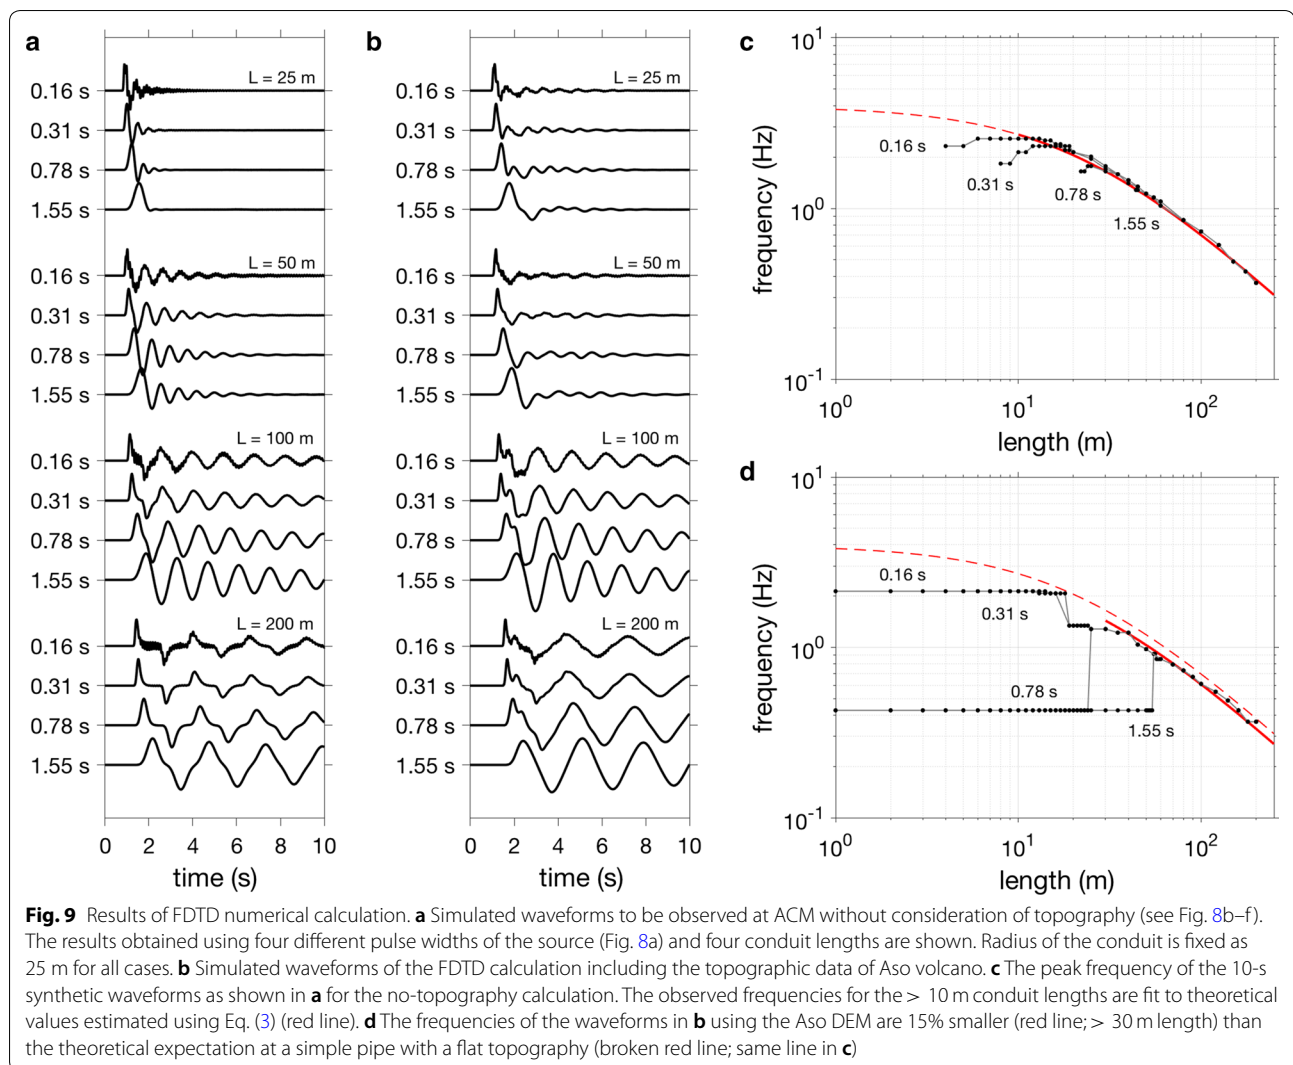 a
L = 25 m
0.16 s
0.31 s
0.78 s
1.55 s
L = 50 m
0.16 s
0.31 s
0.78 s
1.55 s
L = 100 m
0.16 s
0.31 s
0.78 s
1.55 s
L = 200 m
0.16 s
0.31 s
0.78 s
1.55 s
0 2 4 6 8 10
time (s)
b
L = 25 m
0.16 s
0.31 s
0.78 s
1.55 s
L = 50 m
0.16 s
0.31 s
0.78 s
1.55 s
L = 100 m
0.16 s
0.31 s
0.78 s
1.55 s
L = 200 m
0.16 s
0.31 s
0.78 s
1.55 s
0 2 4 6 8 10
time (s)
c
10¹
10⁰
10⁻¹
frequency (Hz)
0.16 s
0.31 s
0.78 s
1.55 s
10⁰ 10¹ 10²
length (m)
d
10¹
10⁰
10⁻¹
frequency (Hz)
0.16 s
0.31 s
0.78 s
1.55 s
10⁰ 10¹ 10²
length (m)
Fig. 9 Results of FDTD numerical calculation. a Simulated waveforms to be observed at ACM without consideration of topography (see Fig. 8b–f).
The results obtained using four different pulse widths of the source (Fig. 8a) and four conduit lengths are shown. Radius of the conduit is fixed as
25 m for all cases. b Simulated waveforms of the FDTD calculation including the topographic data of Aso volcano. c The peak frequency of the 10-s
synthetic waveforms as shown in a for the no-topography calculation. The observed frequencies for the > 10 m conduit lengths are fit to theoretical
values estimated using Eq. (3) (red line). d The frequencies of the waveforms in b using the Aso DEM are 15% smaller (red line; > 30 m length) than
the theoretical expectation at a simple pipe with a flat topography (broken red line; same line in c)